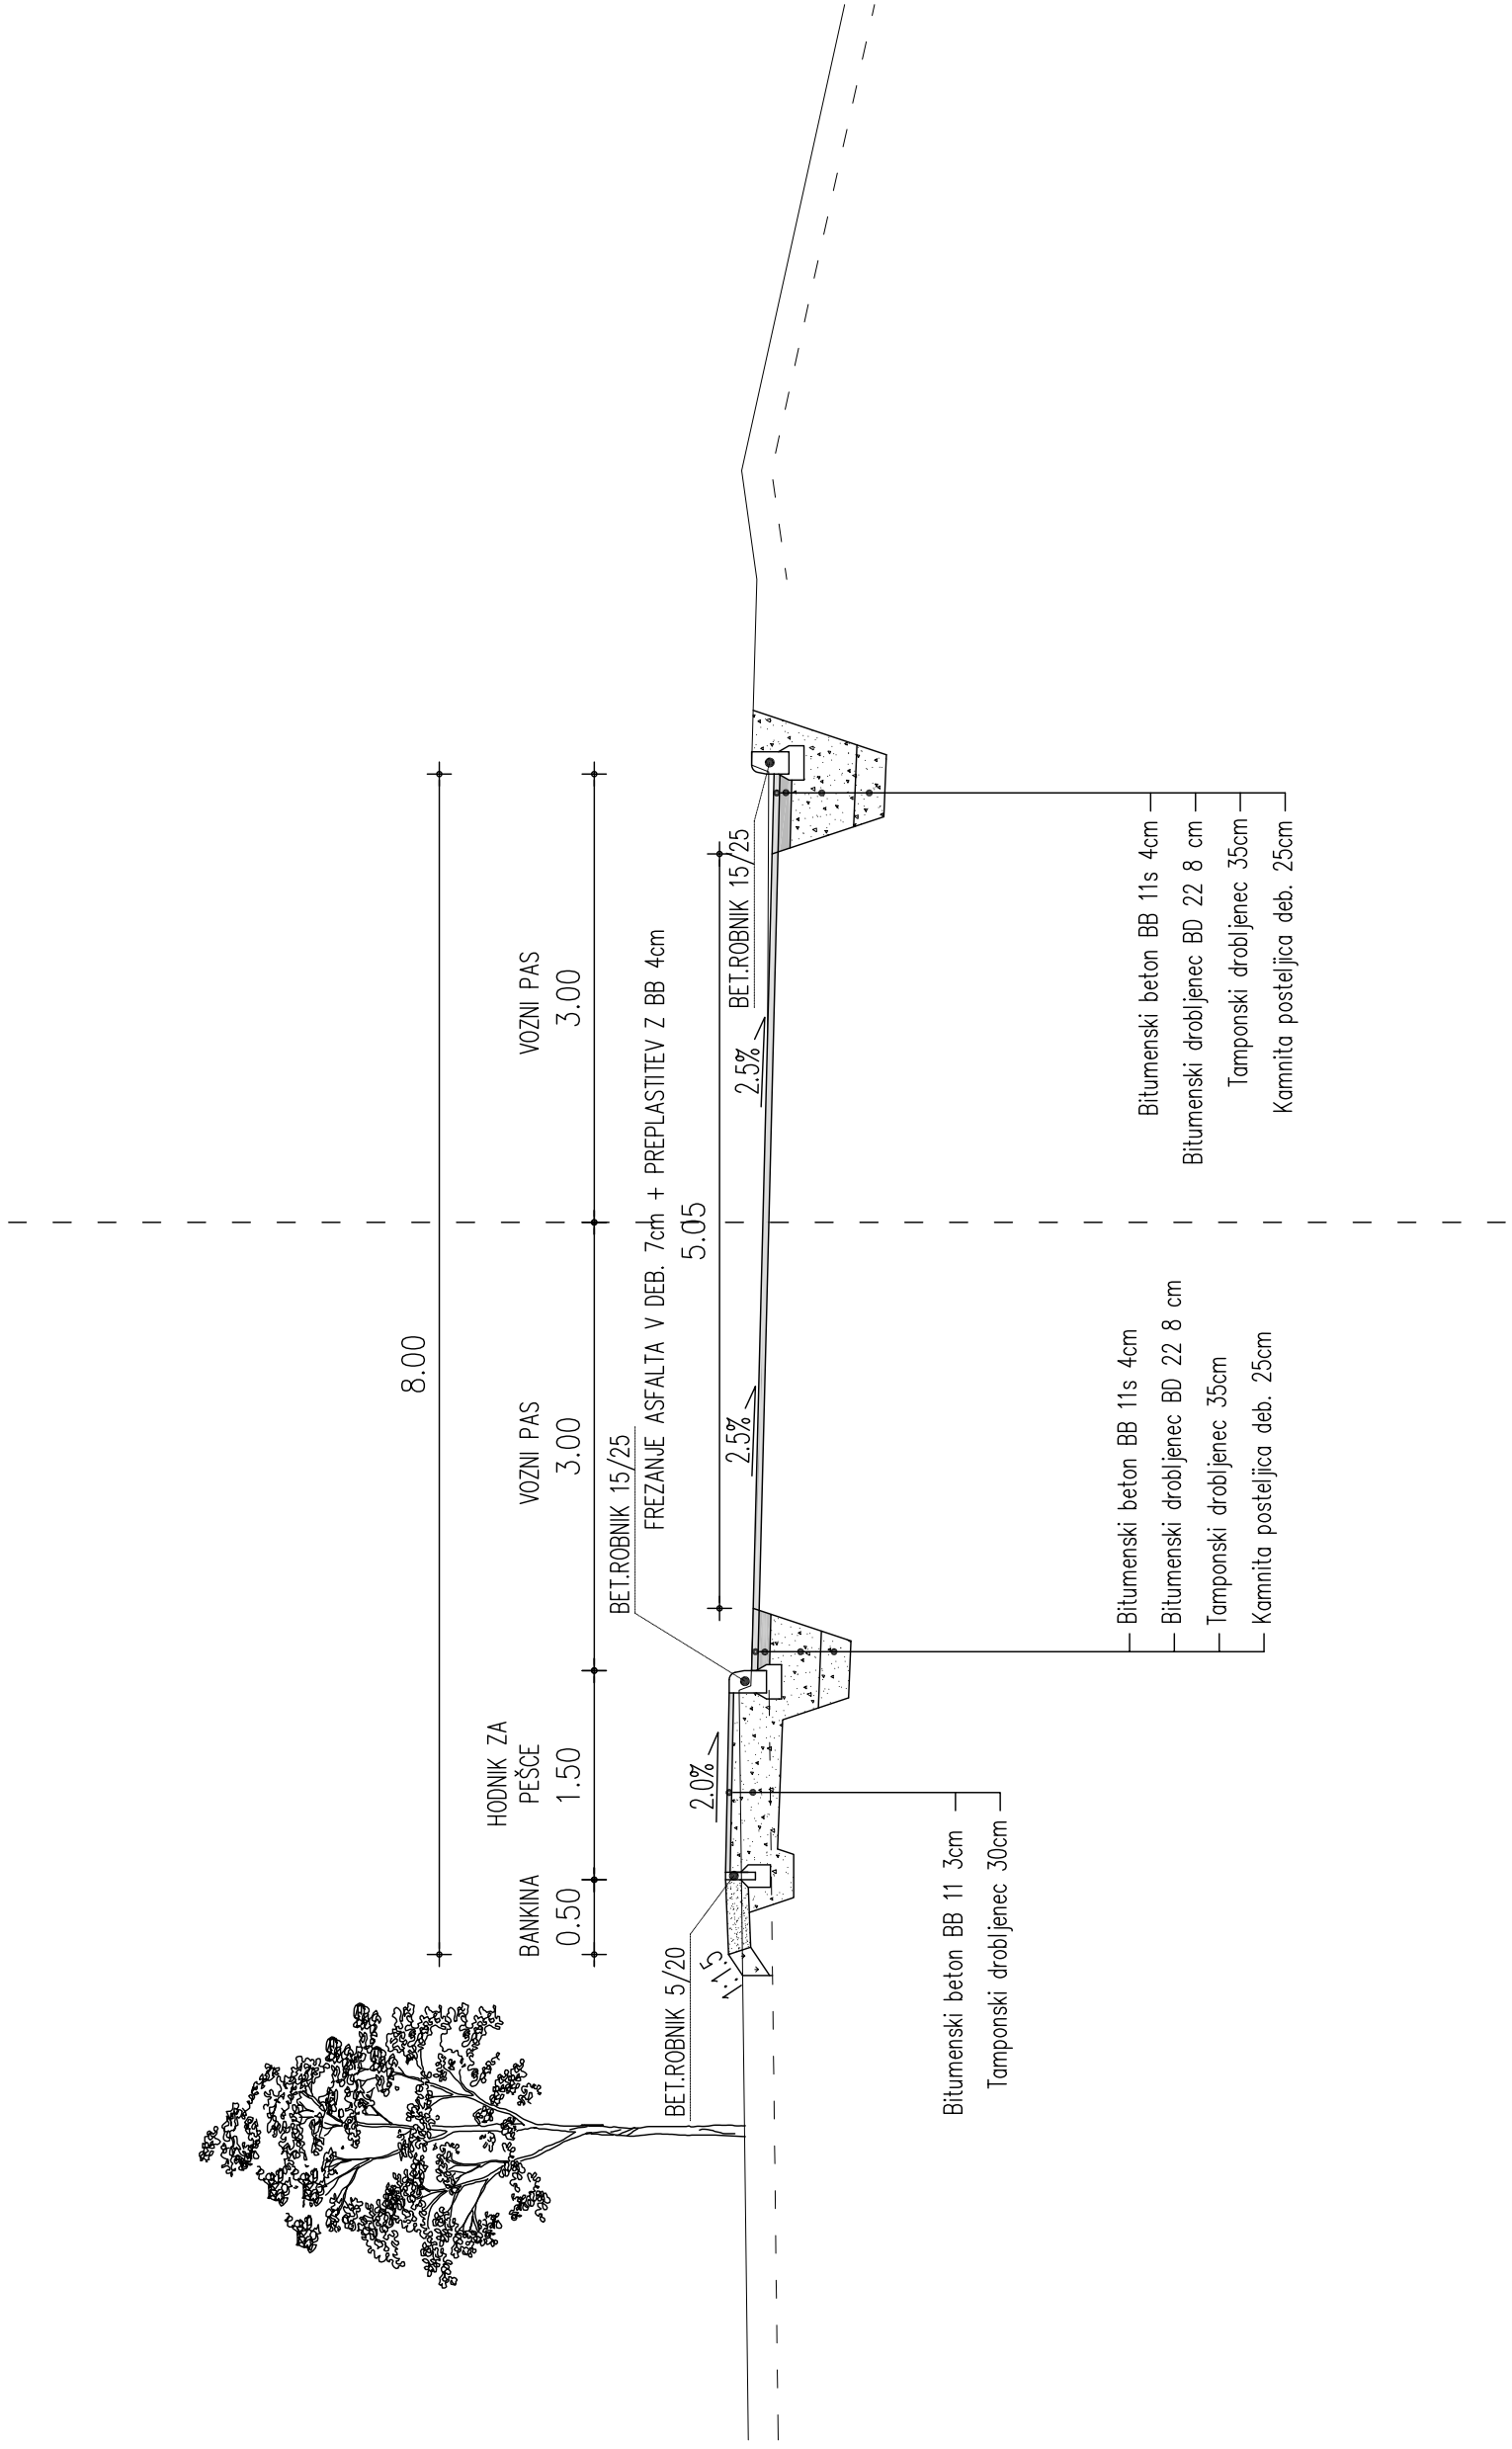 8.00
HODNIK ZA
BANKINA
PEŠCE
VOZNI PAS
VOZNI PAS
0.50
1.50
3.00
3.00
BET.ROBNIK 15/25
FREZANJE ASFALTA V DEB. 7cm + PREPLASTITEV Z BB 4cm
5.05
BET.ROBNIK 5/20
2.0%
2.5%
2.5%
BET.ROBNIK 15/25
1:1.5
Bitumenski beton BB 11 3cm
Tamponski drobljenec 30cm
Bitumenski beton BB 11s 4cm
Bitumenski drobljenec BD 22 8 cm
Tamponski drobljenec 35cm
Kamnita posteljica deb. 25cm
Bitumenski beton BB 11s 4cm
Bitumenski drobljenec BD 22 8 cm
Tamponski drobljenec 35cm
Kamnita posteljica deb. 25cm